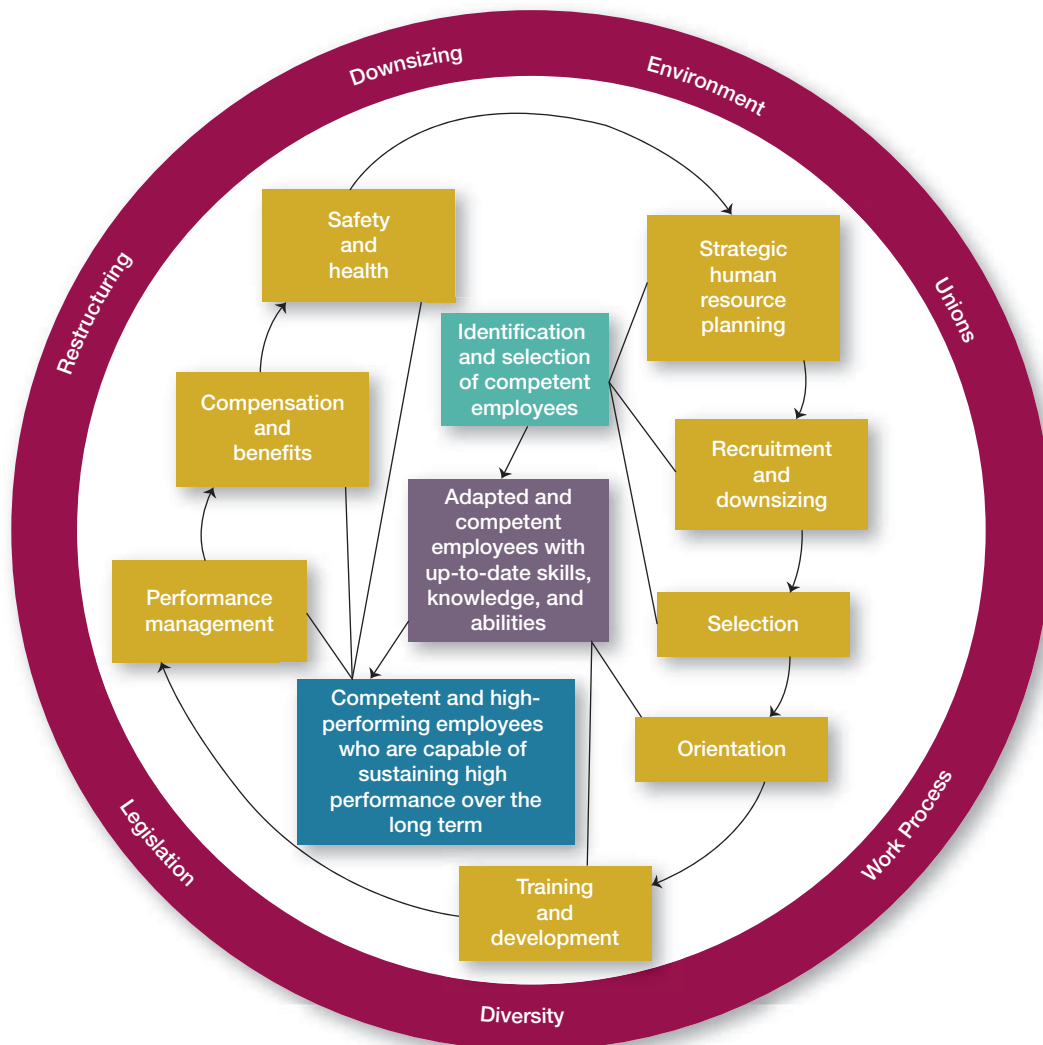 Downsizing
Environment
Unions
Work Process
Diversity
Legislation
Restructuring
Safety
and
health
Strategic
human
resource
planning
Identification
and selection
of competent
employees
Compensation
and
benefits
Recruitment
and
downsizing
Adapted and
competent
employees with
up-to-date skills,
knowledge, and
abilities
Performance
management
Selection
Competent and high-
performing employees
who are capable of
sustaining high
performance over the
long term
Orientation
Training
and
development